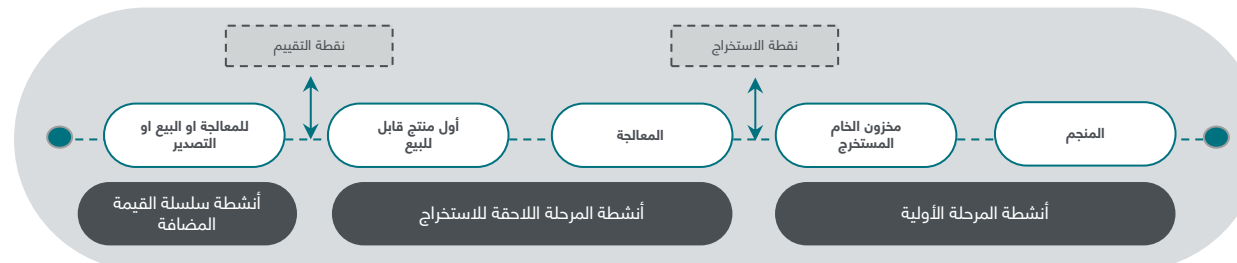 نقطة الاستخراج
نقطة التقييم
المنجم
مخزون الخام
المستخرج
المعالجة
أول منتج قابل
للبيع
للمعالجة او البيع او
التصدير
أنشطة المرحلة الأولية
أنشطة المرحلة اللاحقة للاستخراج
أنشطة سلسلة القيمة
المضافة